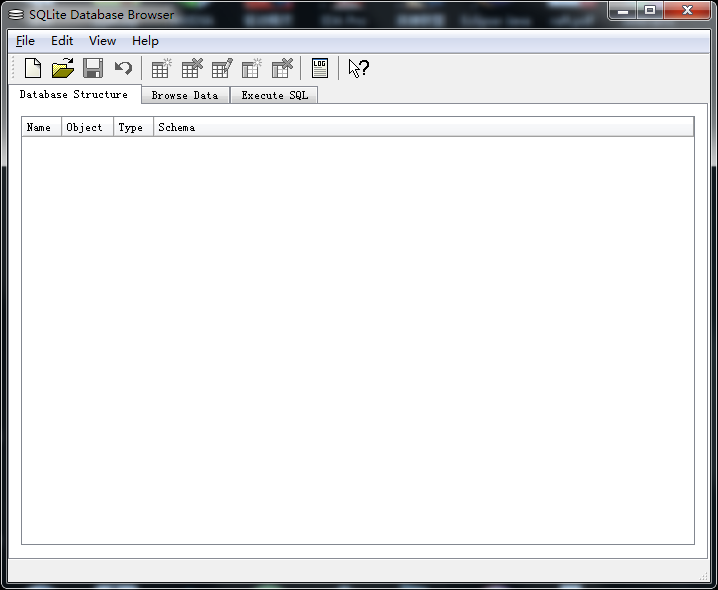 SQLite Database Browser
File Edit View Help
LOG ?
Database Structure Browse Data Execute SQL
Name Object Type Schema